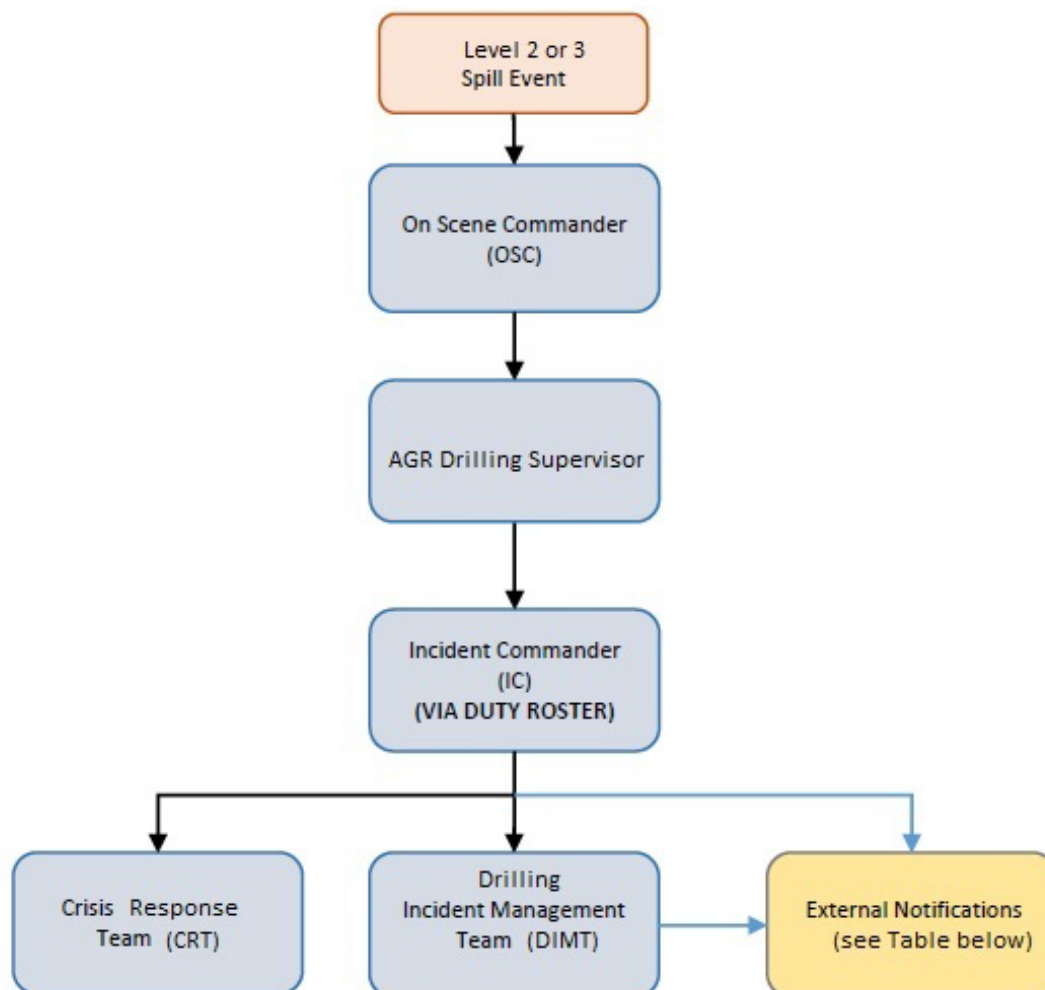 Level 2 or 3
Spill Event
On Scene Commander
(OSC)
AGR Drilling Supervisor
Incident Commander
(IC)
(VIA DUTY ROSTER)
Crisis Response
Team (CRT)
Drilling
Incident Management
Team (DIMT)
External Notifications
(see Table below)